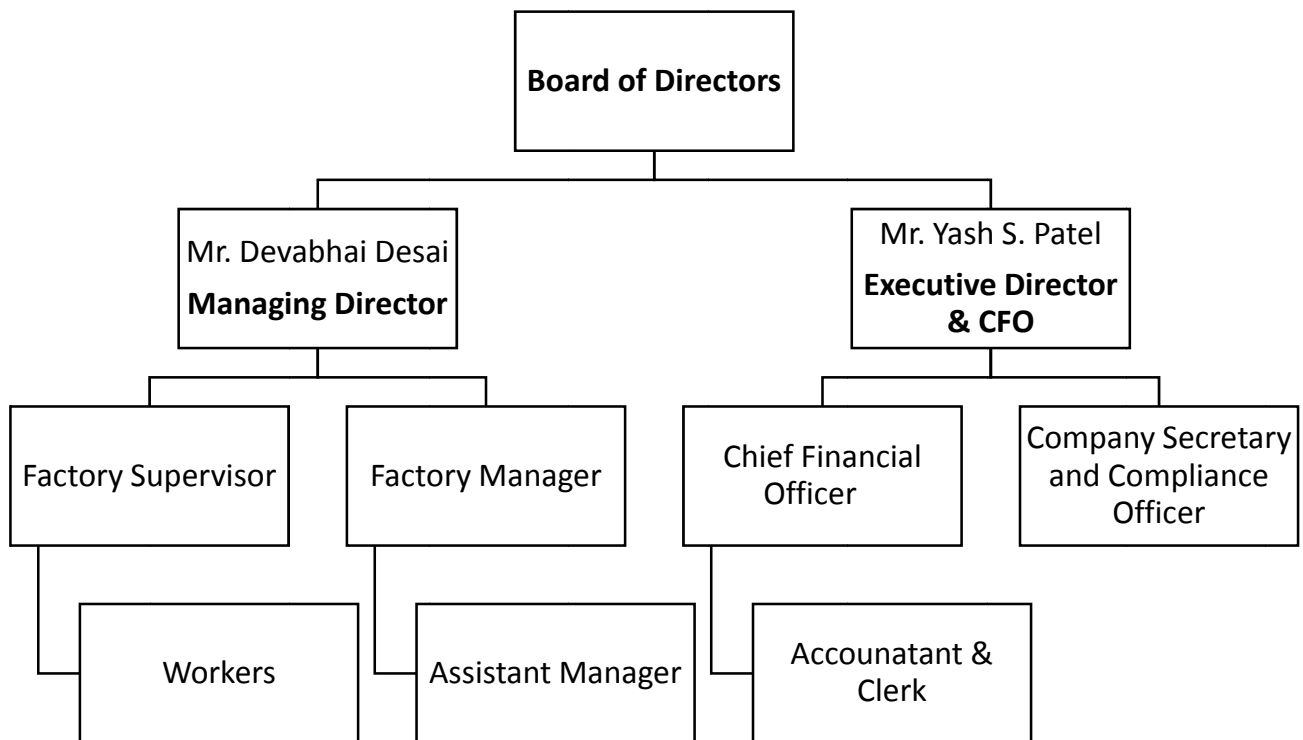 Board of Directors
Mr. Devabhai Desai
Managing Director
Mr. Yash S. Patel
Executive Director
& CFO
Factory Supervisor
Factory Manager
Chief Financial
Officer
Company Secretary
and Compliance
Officer
Workers
Assistant Manager
Accounatant &
Clerk